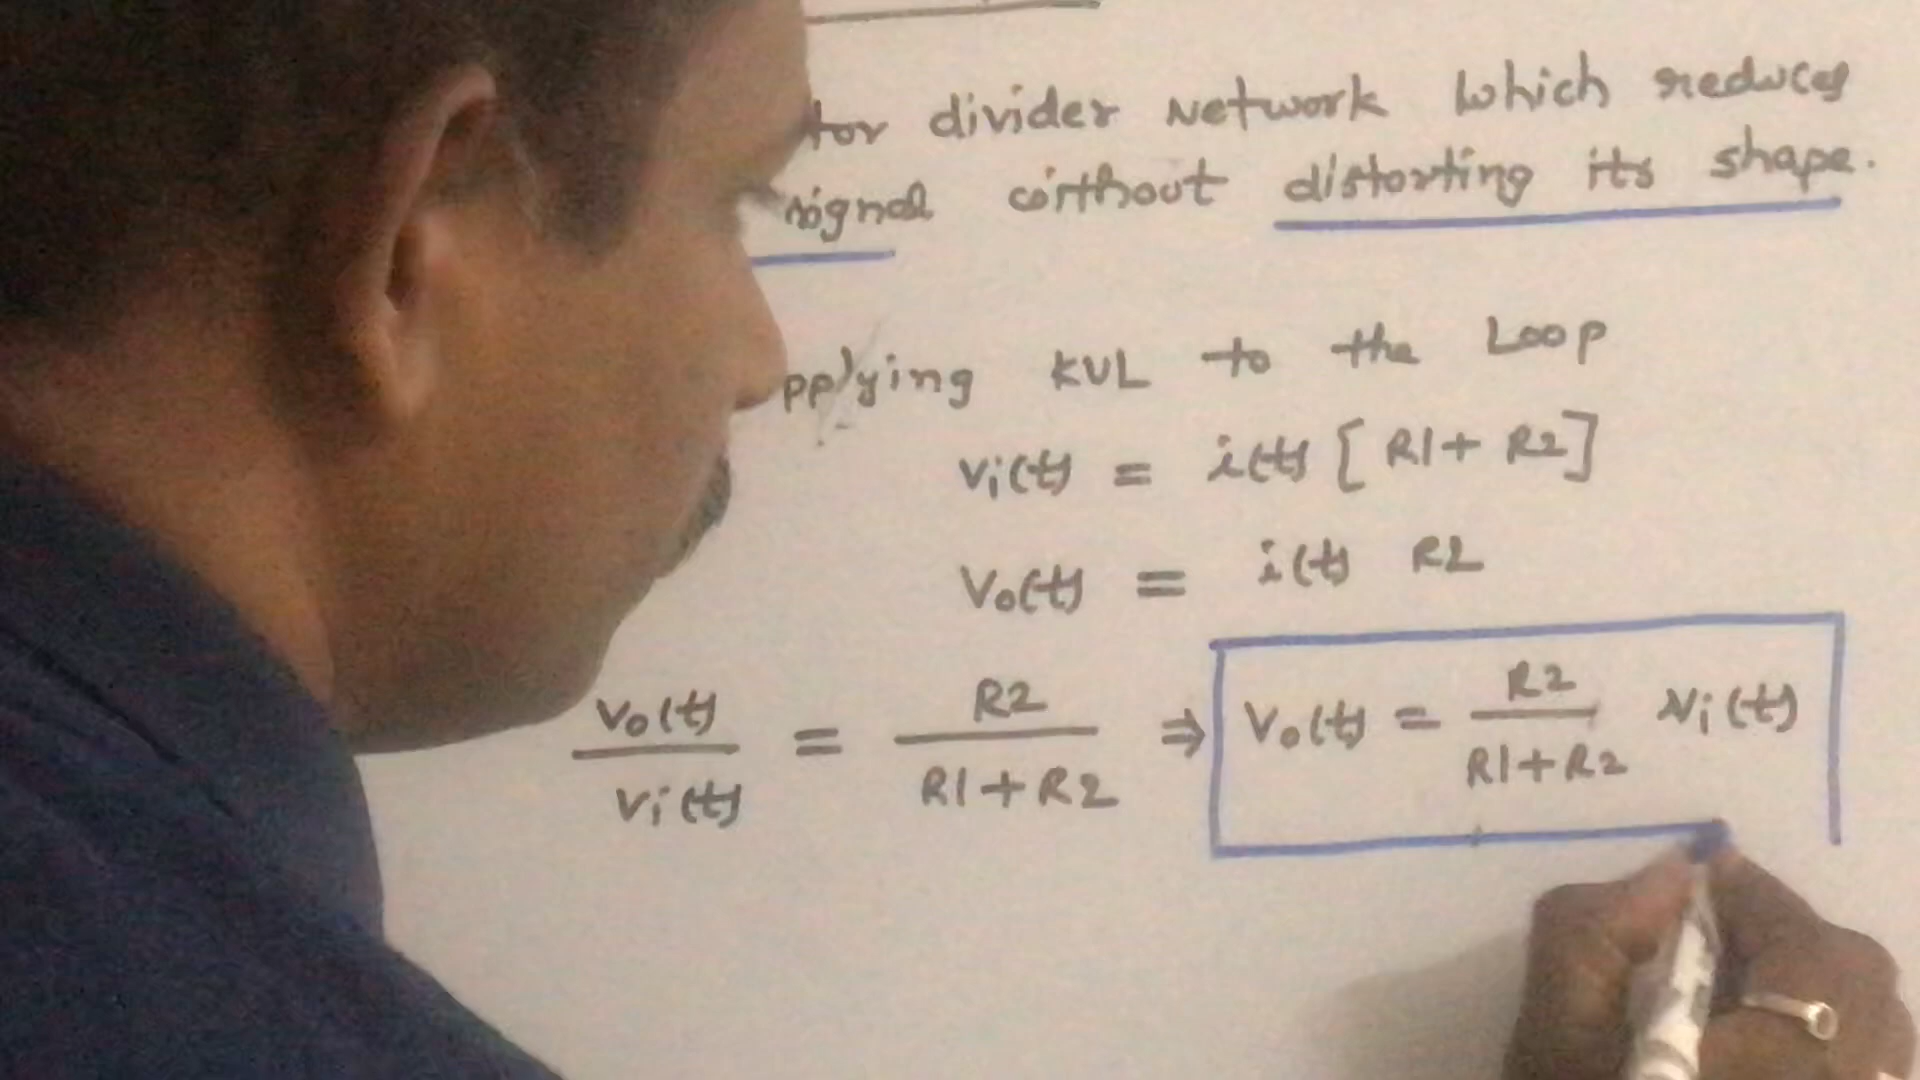 tor divider Network which reduces
signal without distorting its shape.
pplying KVL to the Loop
Vi(t) = i(t) [R1+ R2]
Vo(t) = i(t) R2
Vo(t) / Vi(t) = R2 / R1+R2 ⇒ Vo(t) = R2 / R1+R2 Vi(t)